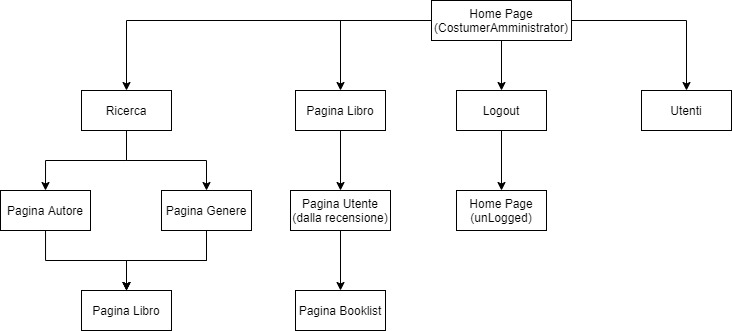 Home Page
(CostumerAmministrator)
Ricerca
Pagina Libro
Logout
Utenti
Pagina Autore
Pagina Genere
Pagina Utente
(dalla recensione)
Home Page
(unLogged)
Pagina Libro
Pagina Booklist